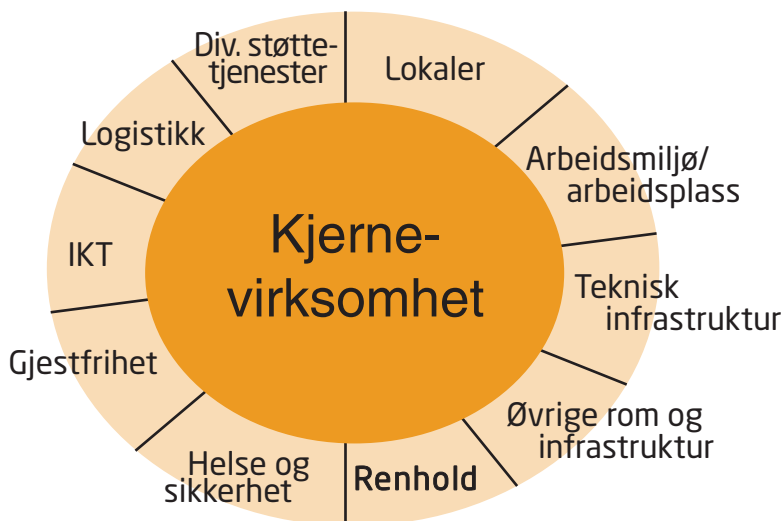 Div. støtte-
tjenester
Lokaler
Arbeidsmiljø/
arbeidsplass
Teknisk
infrastruktur
Øvrige rom og
infrastruktur
Renhold
Helse og
sikkerhet
Gjestfrihet
IKT
Logistikk
Kjerne-
virksomhet